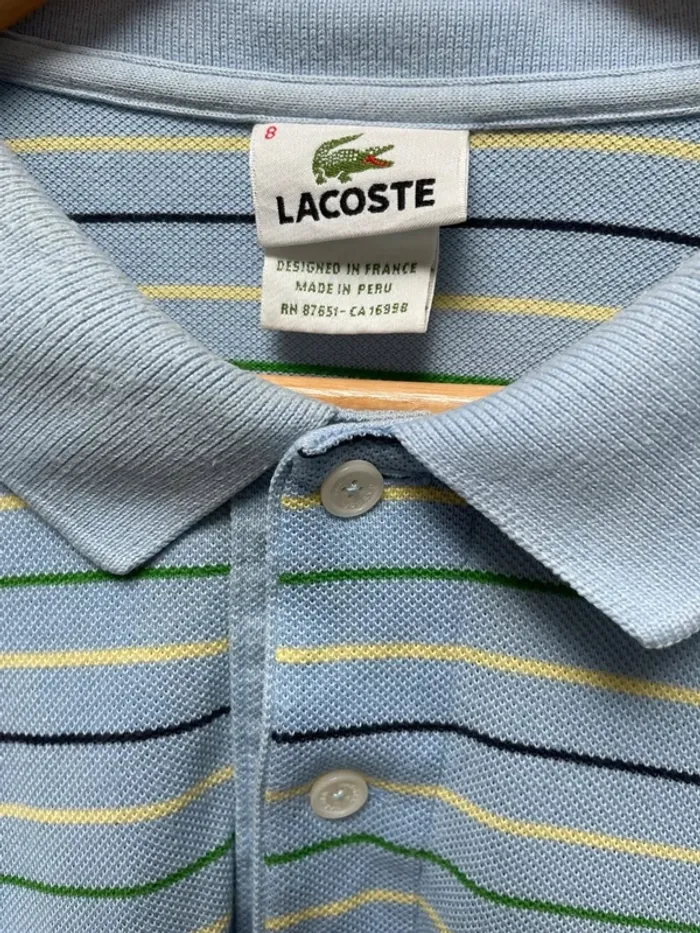 8
LACOSTE
DESIGNED IN FRANCE
MADE IN PERU
RN 87651- CA 16998